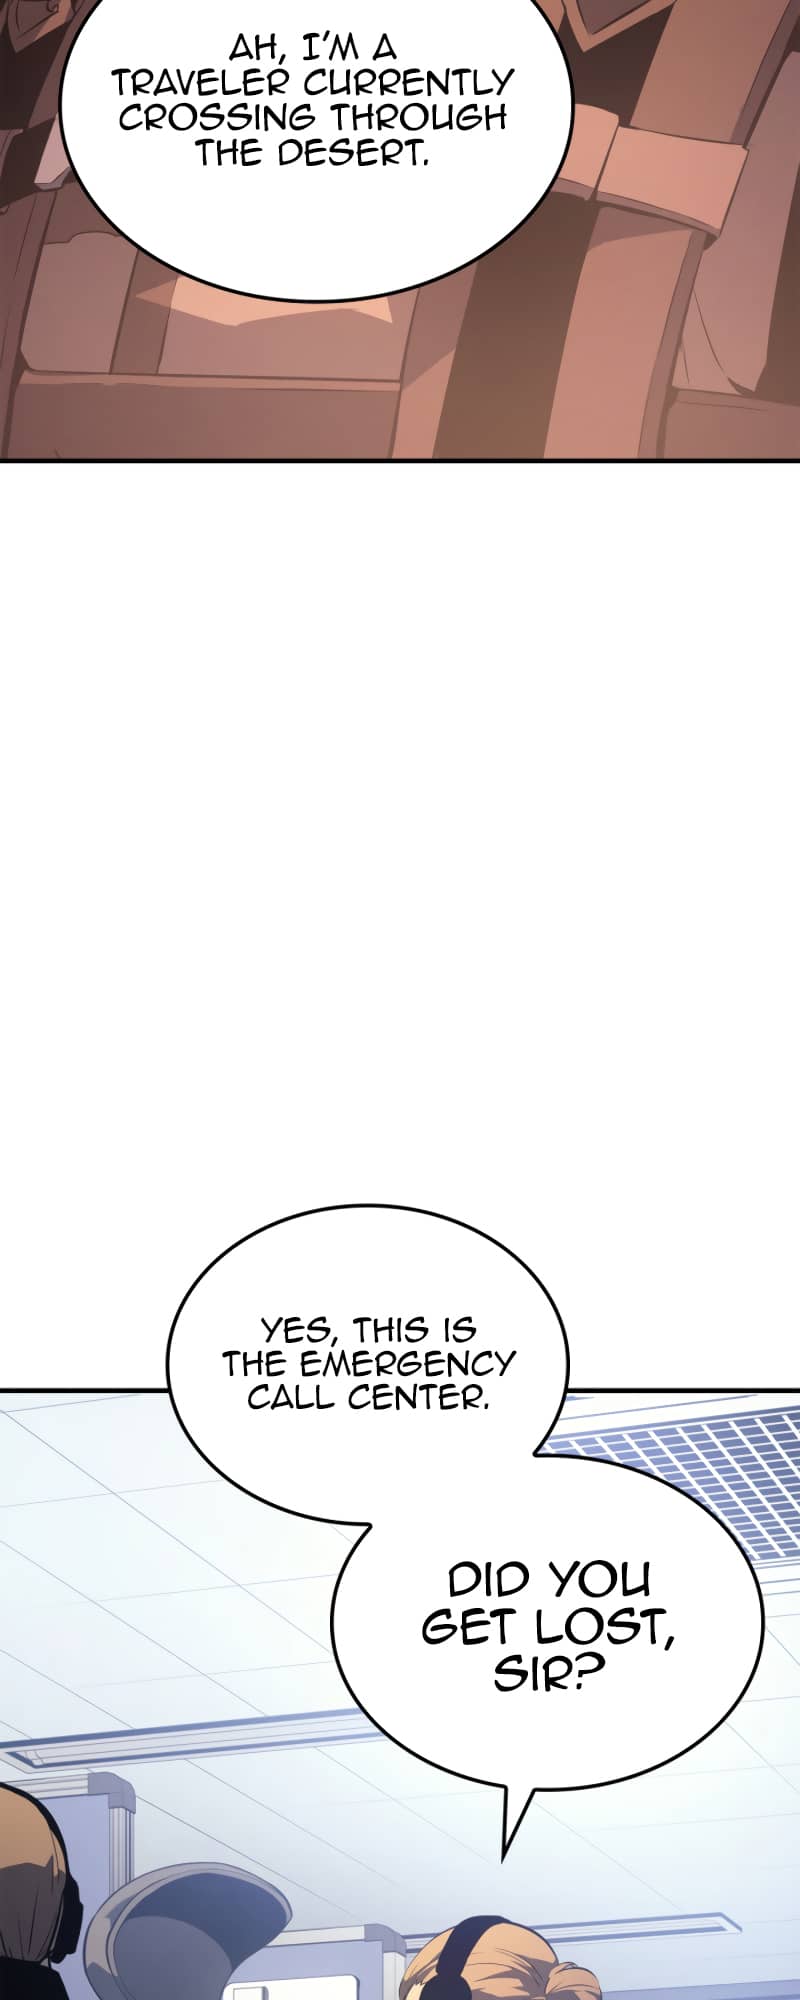 AH, I'M A
TRAVELER CURRENTLY
CROSSING THROUGH
THE DESERT.
YES, THIS IS
THE EMERGENCY
CALL CENTER.
DID YOU
GET LOST,
SIR?